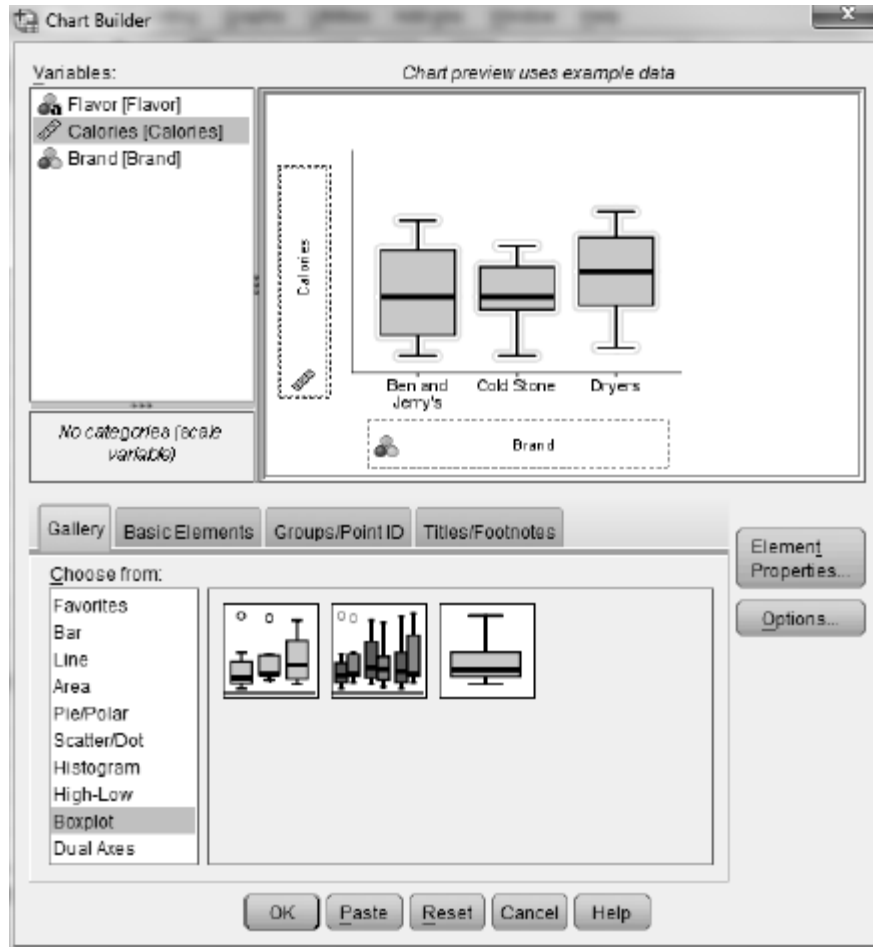 Chart Builder
Variables:
Chart preview uses example data
Flavor [Flavor]
Calories [Calories]
Brand [Brand]
No categories (scale
variable)
Calories
Ben and
Jerry's
Cold Stone
Dryers
Brand
Gallery
Basic Elements
Groups/Point ID
Titles/Footnotes
Element
Properties...
Options...
Choose from:
Favorites
Bar
Line
Area
Pie/Polar
Scatter/Dot
Histogram
High-Low
Boxplot
Dual Axes
OK
Paste
Reset
Cancel
Help